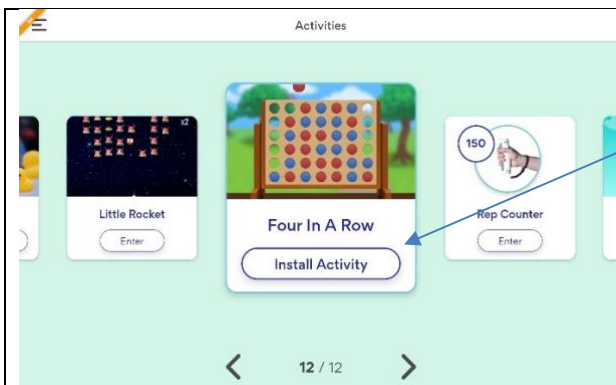 Activities
x2
150
Little Rocket
Enter
Four In A Row
Install Activity
Rep Counter
Enter
12 / 12